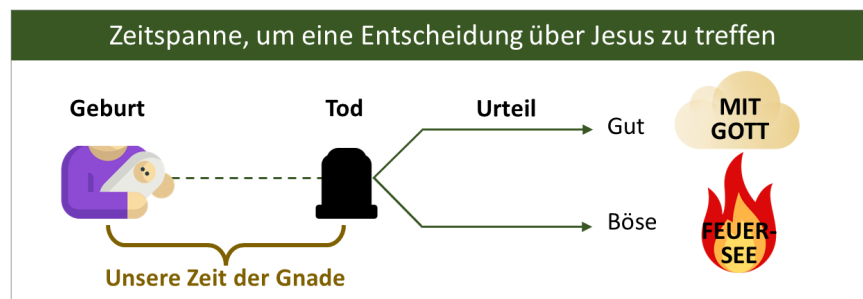 Zeitspanne, um eine Entscheidung über Jesus zu treffen
Geburt
Tod
Urteil
Gut
MIT
GOTT
Böse
FEUER-
SEE
Unsere Zeit der Gnade